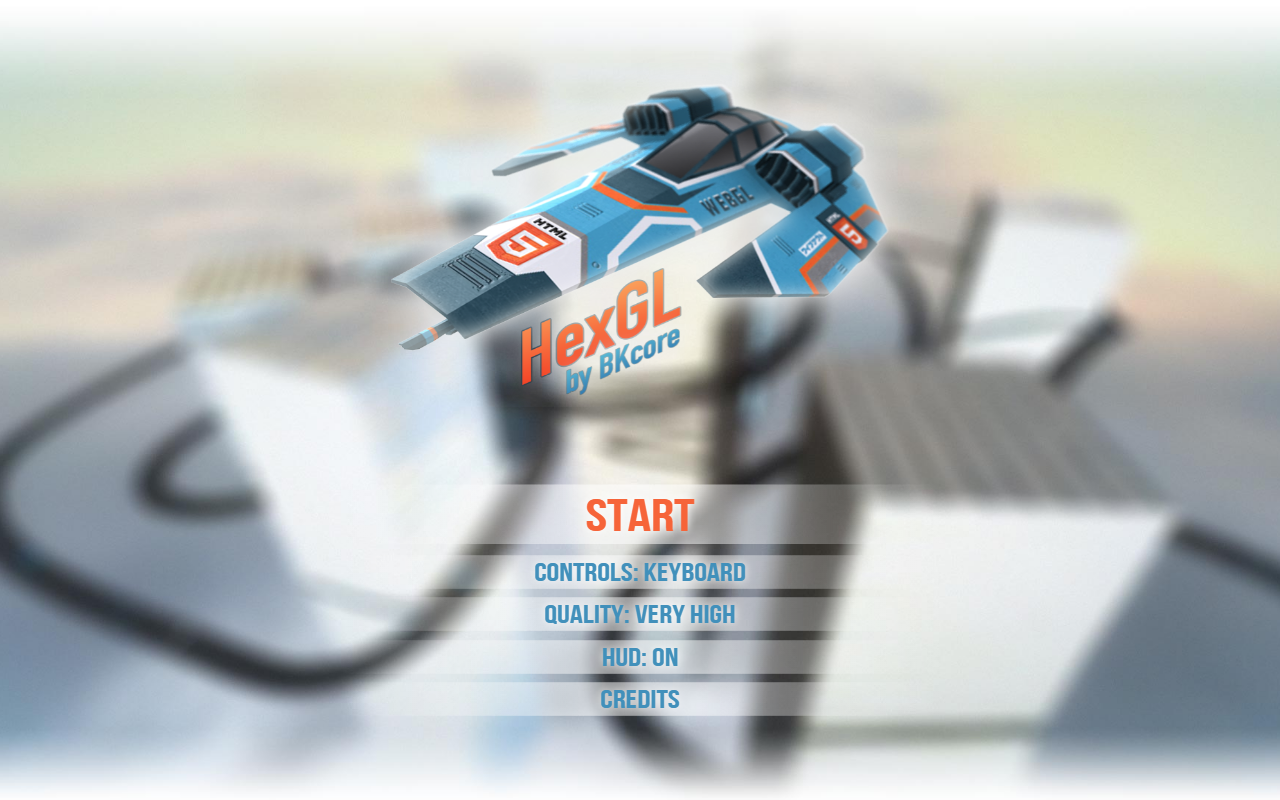 WEBGL
HTML
5
HTML
5
HexGL
by BKcore
START
CONTROLS: KEYBOARD
QUALITY: VERY HIGH
HUD: ON
CREDITS